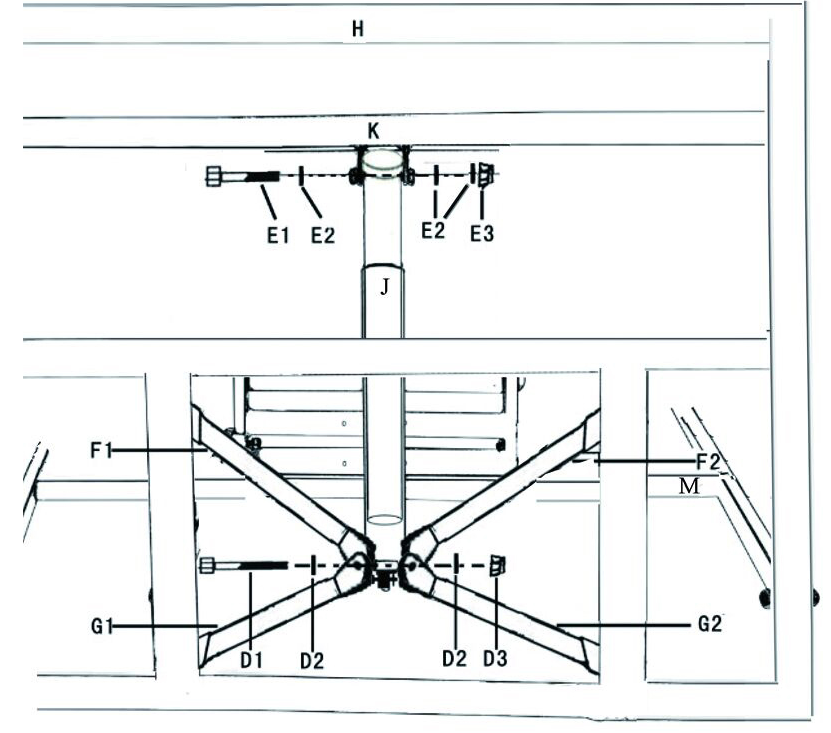 H
K
E1 E2 E2 E3
J
F1 F2
M
G1 G2
D1 D2 D2 D3